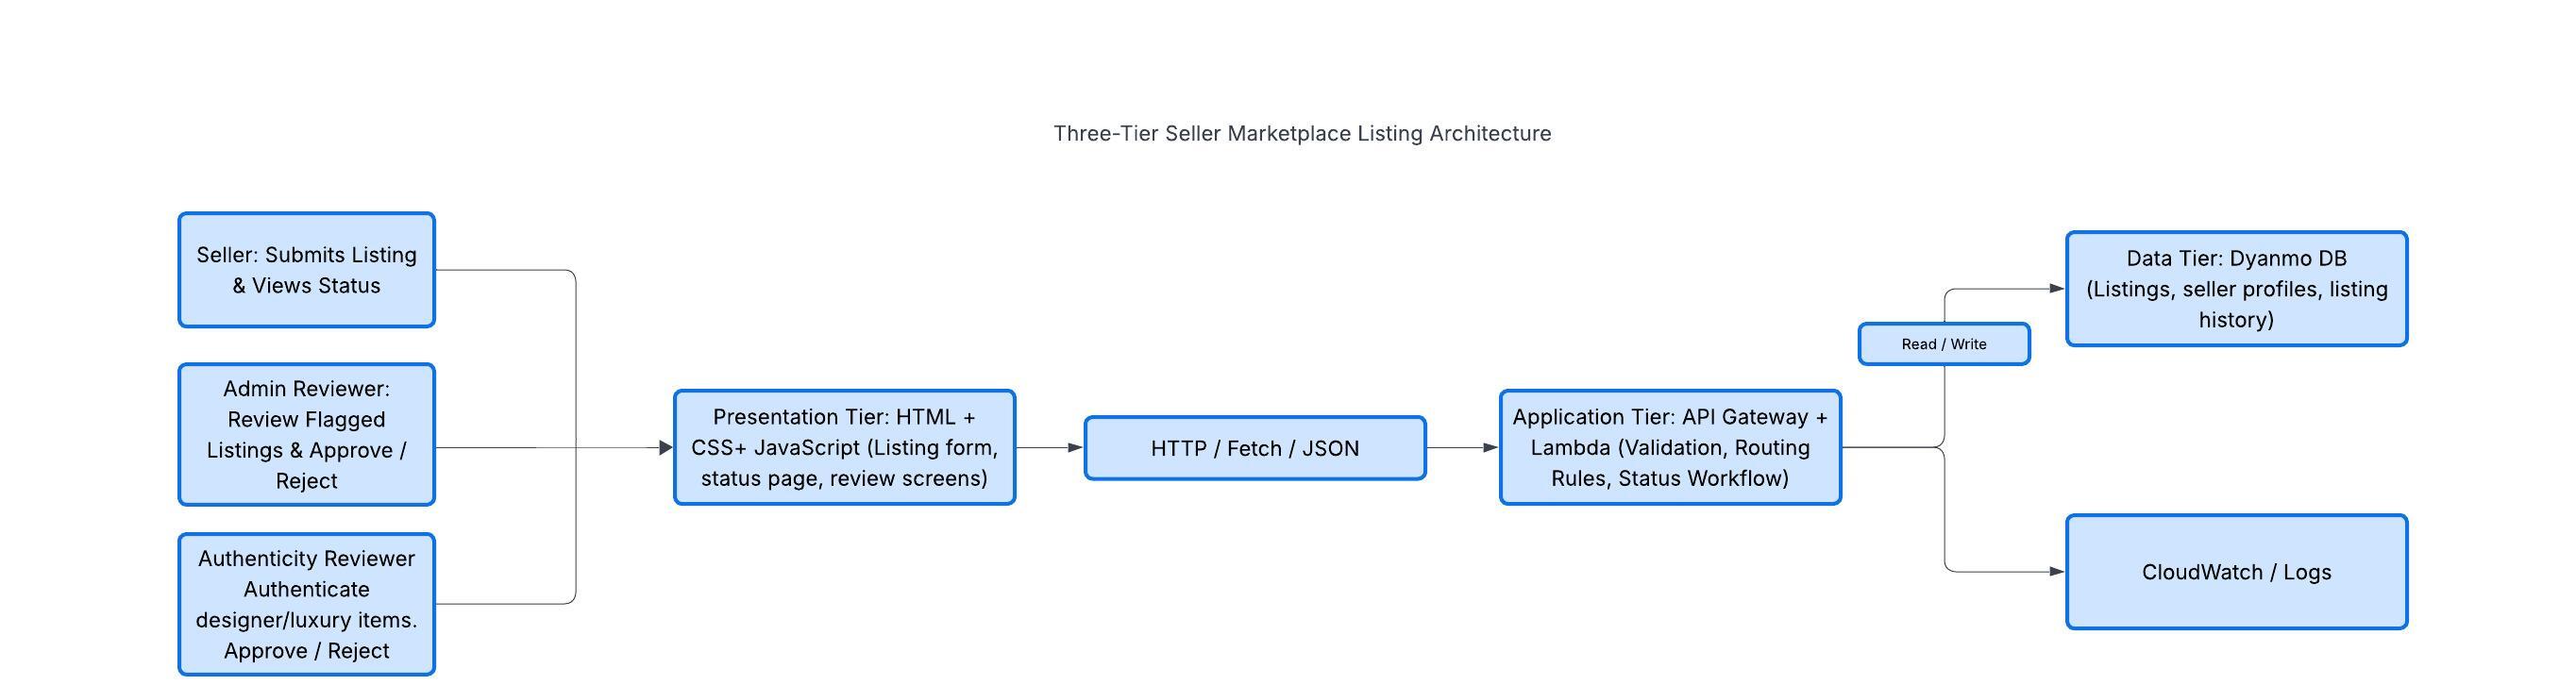 Three-Tier Seller Marketplace Listing Architecture
Seller: Submits Listing
& Views Status
Admin Reviewer:
Review Flagged
Listings & Approve /
Reject
Authenticity Reviewer
Authenticate
designer/luxury items.
Approve / Reject
Presentation Tier: HTML +
CSS+ JavaScript (Listing form,
status page, review screens)
HTTP / Fetch / JSON
Application Tier: API Gateway +
Lambda (Validation, Routing
Rules, Status Workflow)
Read / Write
Data Tier: Dyanmo DB
(Listings, seller profiles, listing
history)
CloudWatch / Logs